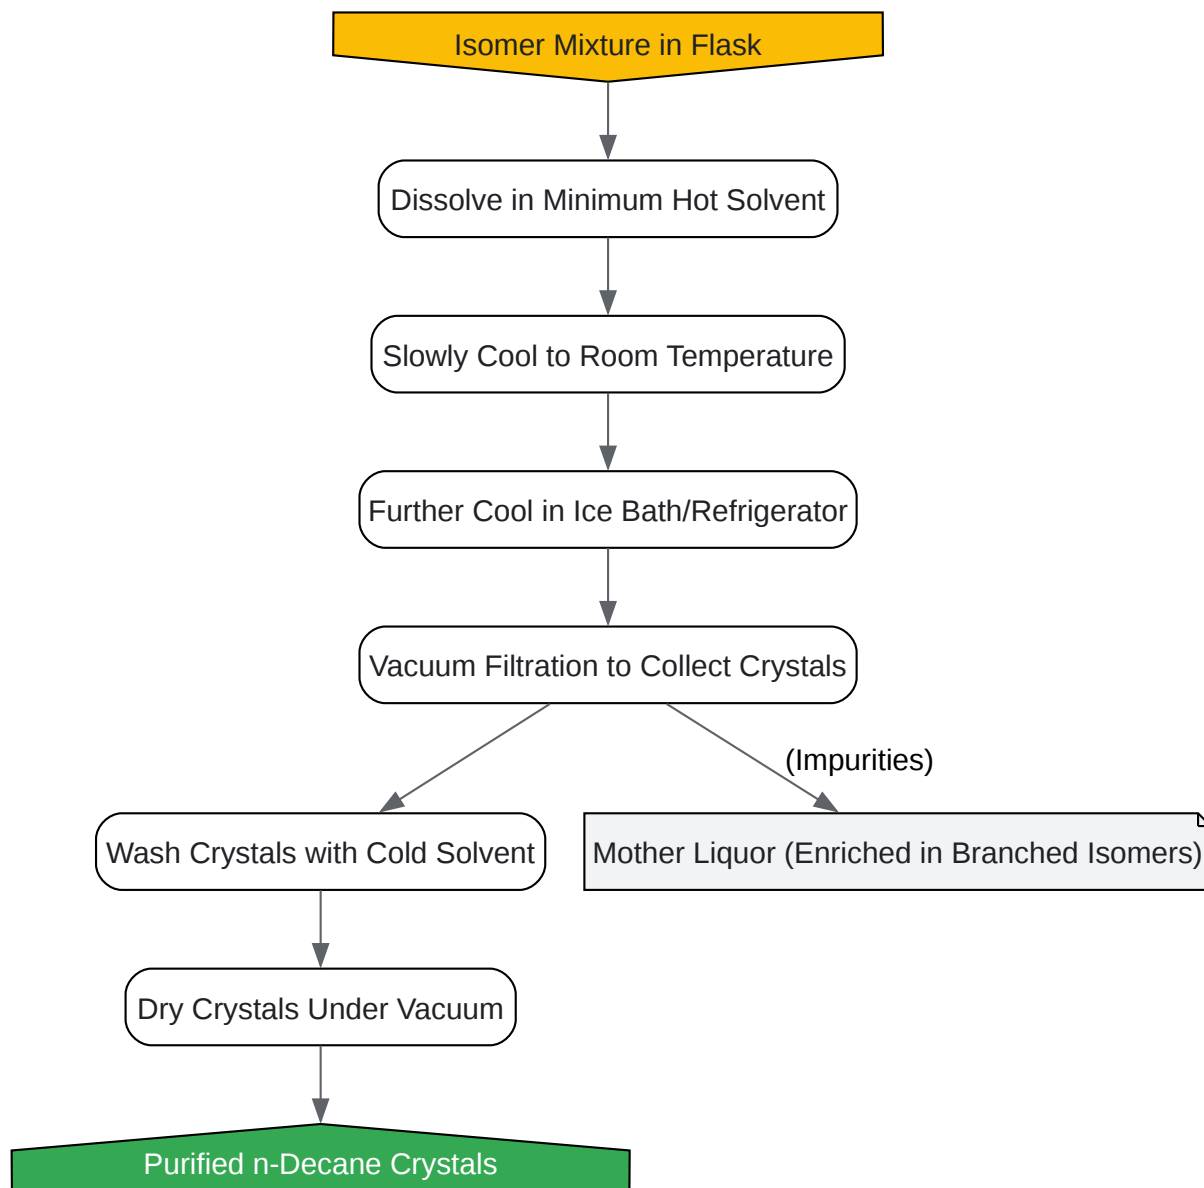 Isomer Mixture in Flask
Dissolve in Minimum Hot Solvent
Slowly Cool to Room Temperature
Further Cool in Ice Bath/Refrigerator
Vacuum Filtration to Collect Crystals
(Impurities)
Wash Crystals with Cold Solvent
Mother Liquor (Enriched in Branched Isomers)
Dry Crystals Under Vacuum
Purified n-Decane Crystals